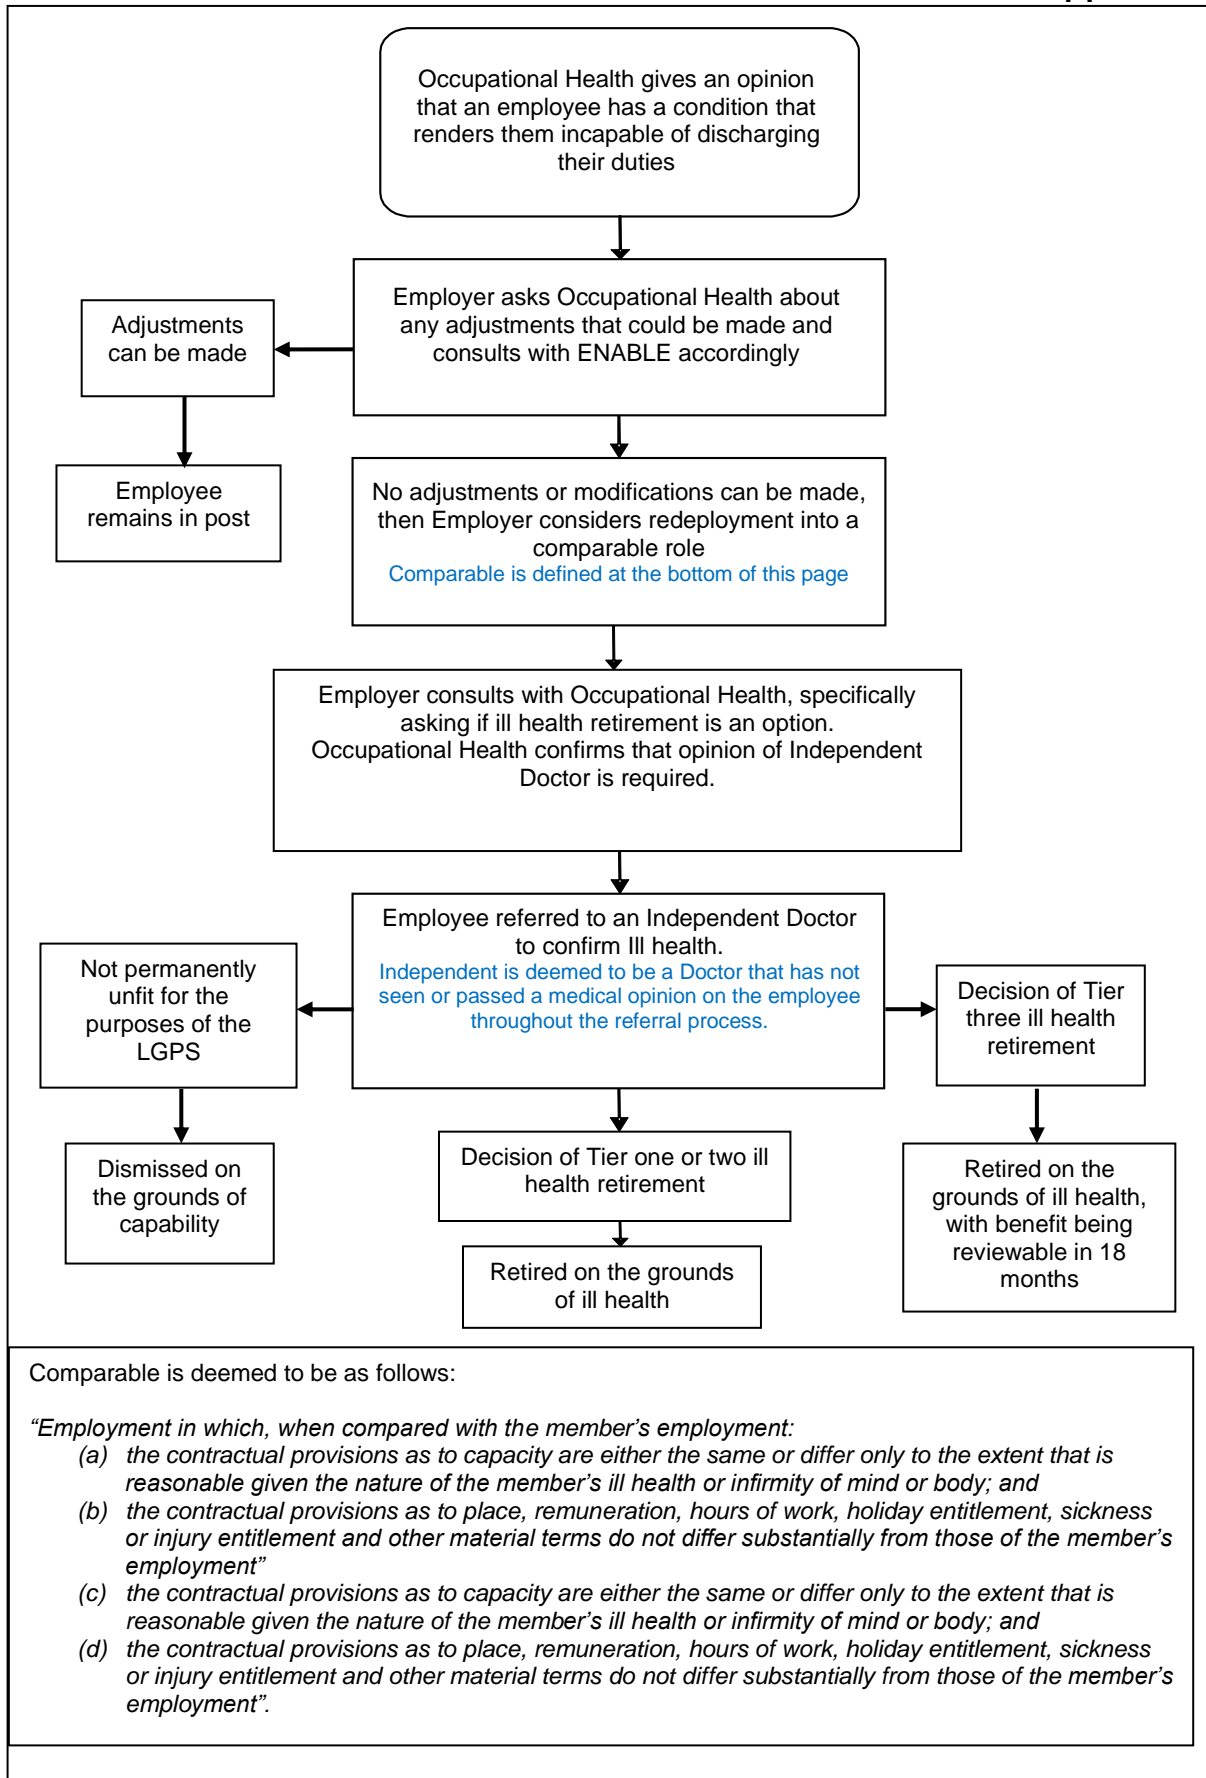 Occupational Health gives an opinion
that an employee has a condition that
renders them incapable of discharging
their duties
Employer asks Occupational Health about
any adjustments that could be made and
consults with ENABLE accordingly
Adjustments
can be made
Employee
remains in post
No adjustments or modifications can be made,
then Employer considers redeployment into a
comparable role
Comparable is defined at the bottom of this page
Employer consults with Occupational Health, specifically
asking if ill health retirement is an option.
Occupational Health confirms that opinion of Independent
Doctor is required.
Employee referred to an Independent Doctor
to confirm Ill health.
Independent is deemed to be a Doctor that has not
seen or passed a medical opinion on the employee
throughout the referral process.
Not permanently
unfit for the
purposes of the
LGPS
Decision of Tier
three ill health
retirement
Dismissed on
the grounds of
capability
Decision of Tier one or two ill
health retirement
Retired on the grounds
of ill health
Retired on the
grounds of ill health,
with benefit being
reviewable in 18
months
Comparable is deemed to be as follows:
“Employment in which, when compared with the member’s employment:
(a) the contractual provisions as to capacity are either the same or differ only to the extent that is
reasonable given the nature of the member’s ill health or infirmity of mind or body; and
(b) the contractual provisions as to place, remuneration, hours of work, holiday entitlement, sickness
or injury entitlement and other material terms do not differ substantially from those of the member’s
employment”
(c) the contractual provisions as to capacity are either the same or differ only to the extent that is
reasonable given the nature of the member’s ill health or infirmity of mind or body; and
(d) the contractual provisions as to place, remuneration, hours of work, holiday entitlement, sickness
or injury entitlement and other material terms do not differ substantially from those of the member’s
employment”.